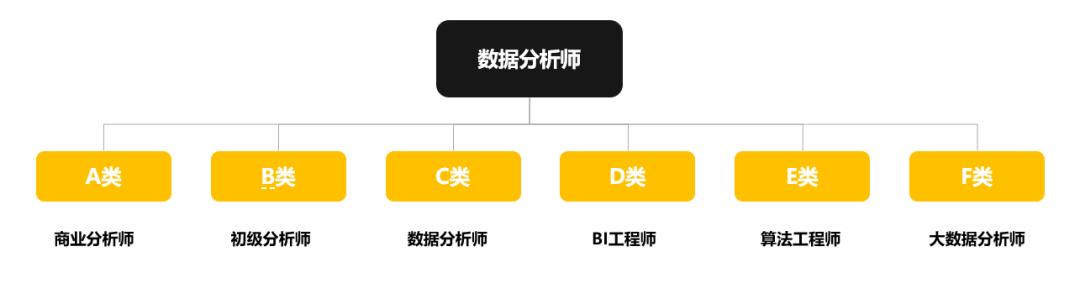 数据分析师
A类
B类
C类
D类
E类
F类
商业分析师
初级分析师
数据分析师
BI工程师
算法工程师
大数据分析师